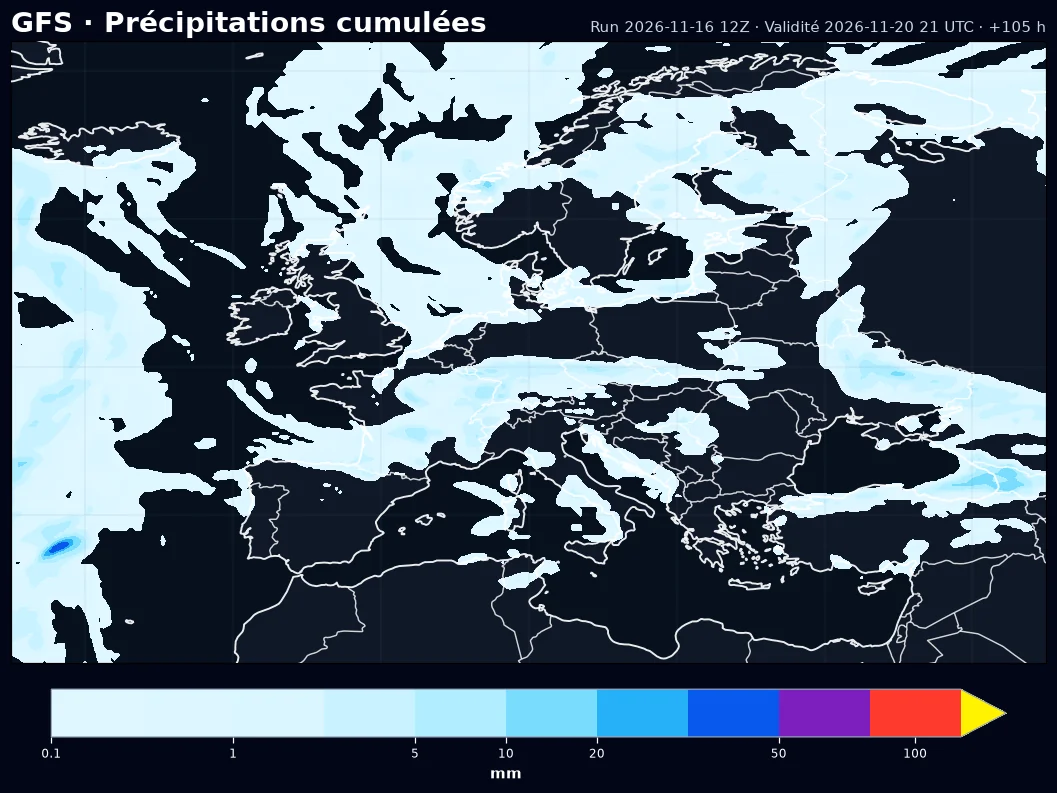 GFS · Précipitations cumulées
Run 2026-11-16 12Z · Validité 2026-11-20 21 UTC · +105 h
0.1 1 5 10 20 50 100
mm